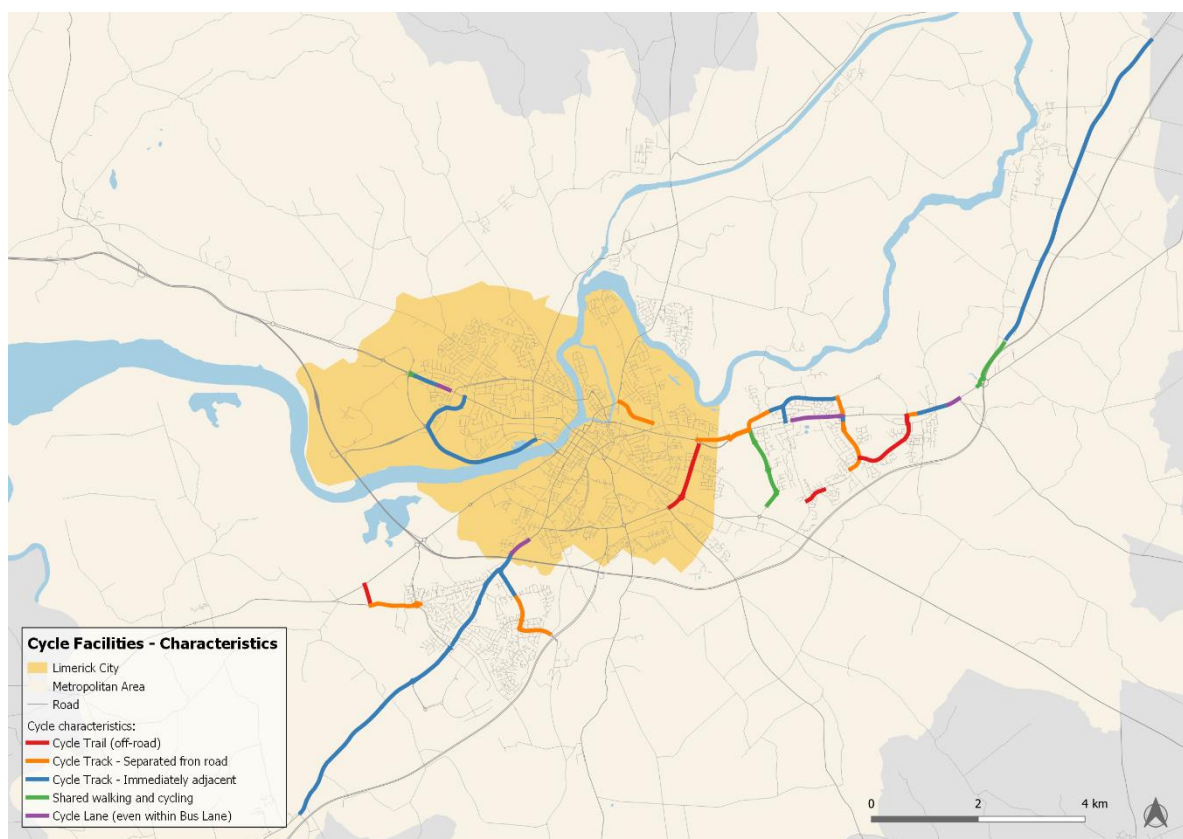 Cycle Facilities - Characteristics
Limerick City
Metropolitan Area
Road
Cycle characteristics:
Cycle Trail (off-road)
Cycle Track - Separated fron road
Cycle Track - Immediately adjacent
Shared walking and cycling
Cycle Lane (even within Bus Lane)
0 2 4 km